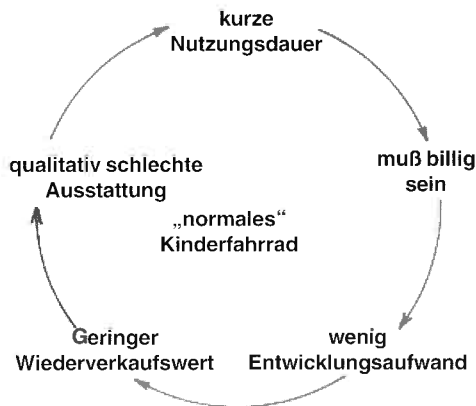 kurze
Nutzungsdauer
muß billig
sein
wenig
Entwicklungsaufwand
Geringer
Wiederverkaufswert
qualitativ schlechte
Ausstattung
„normales“
Kinderfahrrad